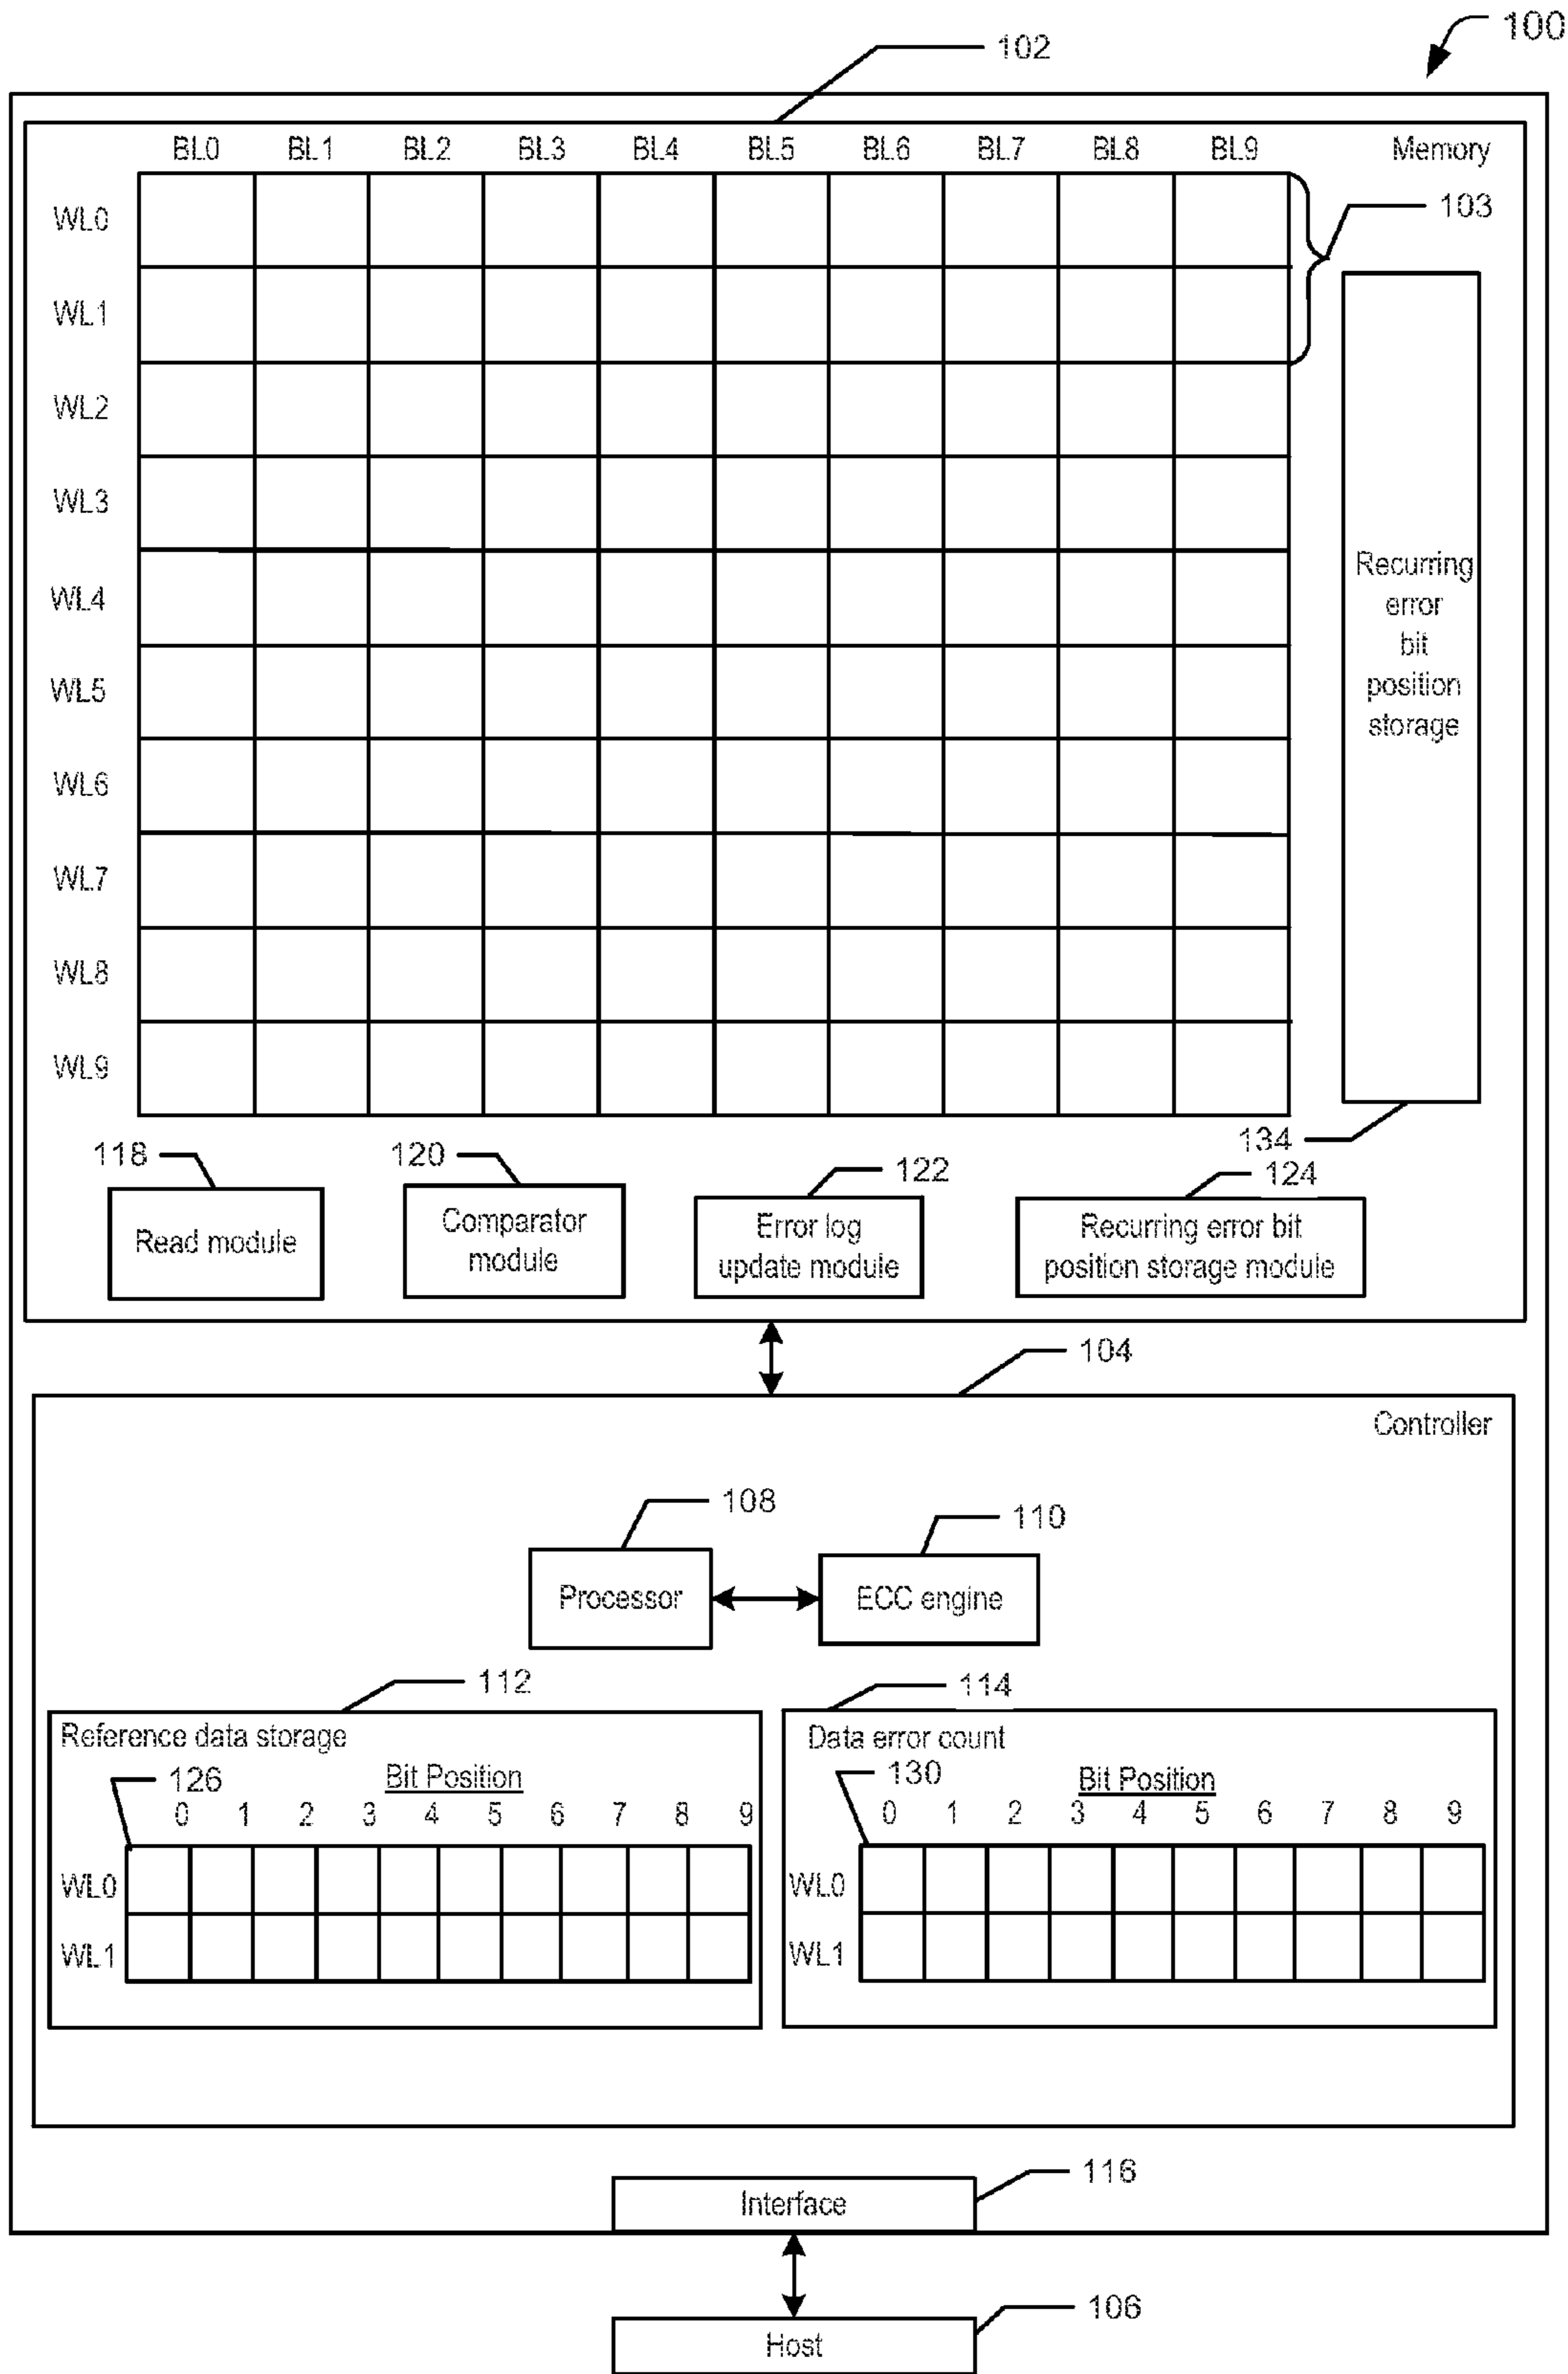 100
102
BL0 BL1 BL2 BL3 BL4 BL5 BL6 BL7 BL8 BL9 Memory
WL0
103
WL1
WL2
WL3
WL4
WL5
WL6
WL7
WL8
WL9
Recurring
error
bit
position
storage
134
118 120 122 124
Read module
Comparator
module
Error log
update module
Recurring error bit
position storage module
104
Controller
108
110
Processor
ECC engine
112
Reference data storage
126
Bit Position
0 1 2 3 4 5 6 7 8 9
WL0
WL1
114
Data error count
130
Bit Position
0 1 2 3 4 5 6 7 8 9
WL0
WL1
116
Interface
106
Host